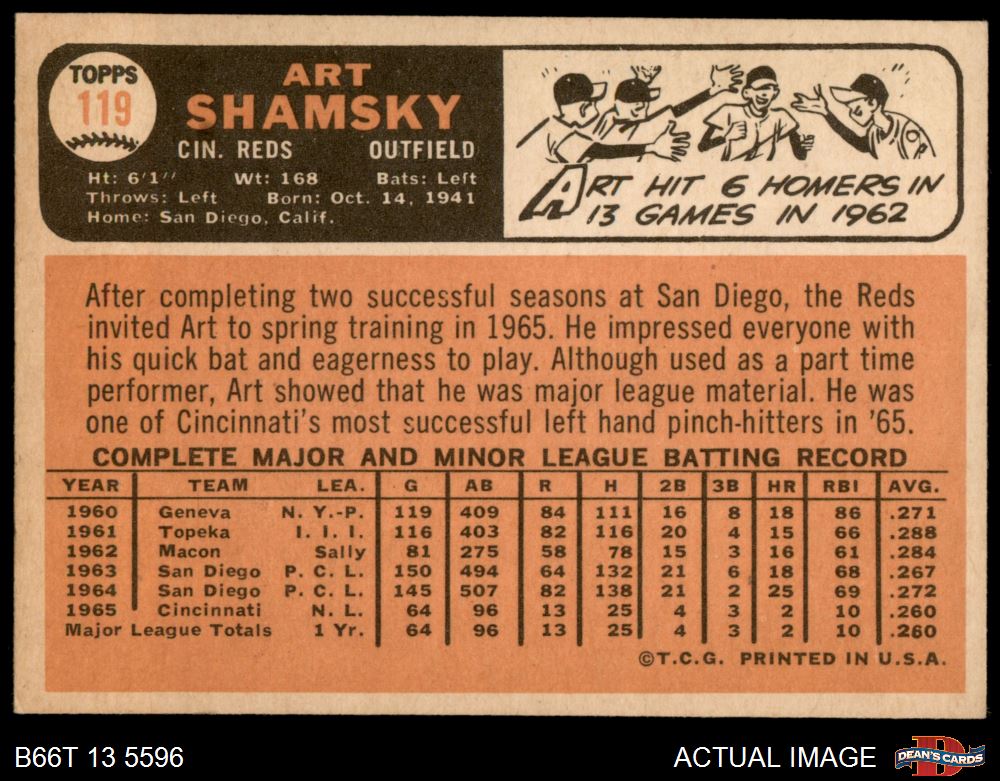 TOPPS
119
ART
SHAMSKY
CIN. REDS OUTFIELD
Ht: 6'1" Wt: 168 Bats: Left
Throws: Left Born: Oct. 14, 1941
Home: San Diego, Calif.
ART HIT 6 HOMERS IN
13 GAMES IN 1962
After completing two successful seasons at San Diego, the Reds
invited Art to spring training in 1965. He impressed everyone with
his quick bat and eagerness to play. Although used as a part time
performer, Art showed that he was major league material. He was
one of Cincinnati's most successful left hand pinch-hitters in '65.
COMPLETE MAJOR AND MINOR LEAGUE BATTING RECORD
YEAR TEAM LEA. G AB R H 2B 3B HR RBI AVG.
1960 Geneva N. Y.-P. 119 409 84 111 16 8 18 86 .271
1961 Topeka I. I. I. 116 403 82 116 20 4 15 66 .288
1962 Macon Sally 81 275 58 78 15 3 16 61 .284
1963 San Diego P. C. L. 150 494 64 132 21 6 18 68 .267
1964 San Diego P. C. L. 145 507 82 138 21 2 25 69 .272
1965 Cincinnati N. L. 64 96 13 25 4 3 2 10 .260
Major League Totals 1 Yr. 64 96 13 25 4 3 2 10 .260
©T.C.G. PRINTED IN U.S.A.
B66T 13 5596 ACTUAL IMAGE
D
DEAN'S CARDS